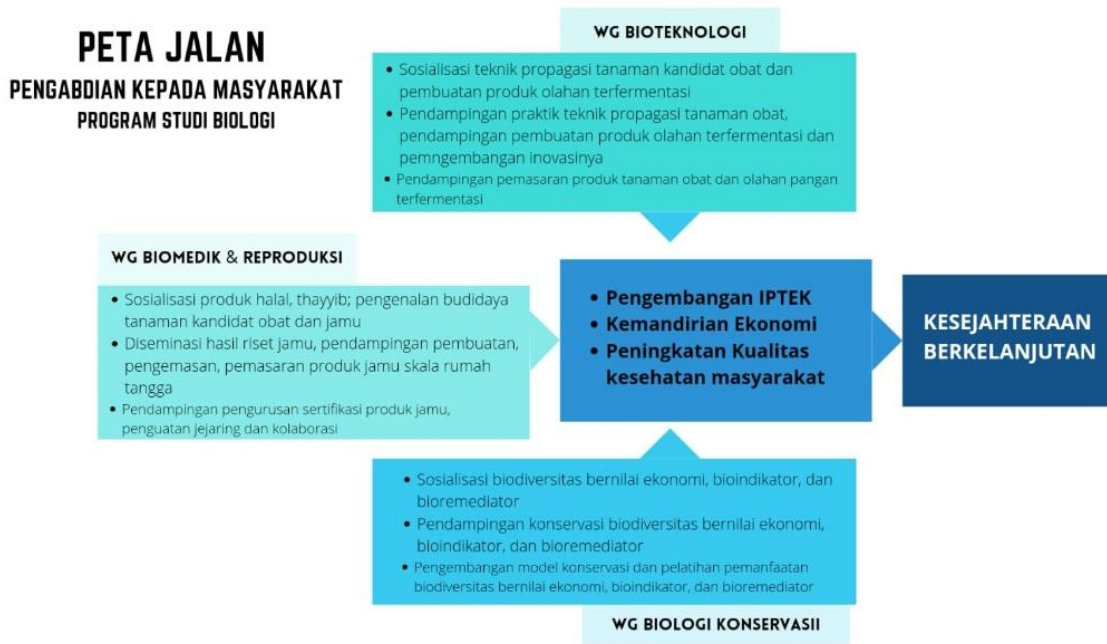 PETA JALAN
PENGABDIAN KEPADA MASYARAKAT
PROGRAM STUDI BIOLOGI
WG BIOTEKNOLOGI
• Sosialisasi teknik propagasi tanaman kandidat obat dan
pembuatan produk olahan terfermentasi
• Pendampingan praktik teknik propagasi tanaman obat,
pendampingan pembuatan produk olahan terfermentasi dan
pemngembangan inovasinya
• Pendampingan pemasaran produk tanaman obat dan olahan pangan
terfermentasi
WG BIOMEDIK & REPRODUKSI
• Sosialisasi produk halal, thayyib; pengenalan budidaya
tanaman kandidat obat dan jamu
• Diseminasi hasil riset jamu, pendampingan pembuatan,
pengemasan, pemasaran produk jamu skala rumah
tangga
• Pendampingan pengurusan sertifikasi produk jamu,
penguatan jejaring dan kolaborasi
• Pengembangan IPTEK
• Kemandirian Ekonomi
• Peningkatan Kualitas
kesehatan masyarakat
KESEJAHTERAAN
BERKELANJUTAN
• Sosialisasi biodiversitas bernilai ekonomi, bioindikator, dan
bioremediator
• Pendampingan konservasi biodiversitas bernilai ekonomi,
bioindikator, dan bioremediator
• Pengembangan model konservasi dan pelatihan pemanfaatan
biodiversitas bernilai ekonomi, bioindikator, dan bioremediator
WG BIOLOGI KONSERVASII